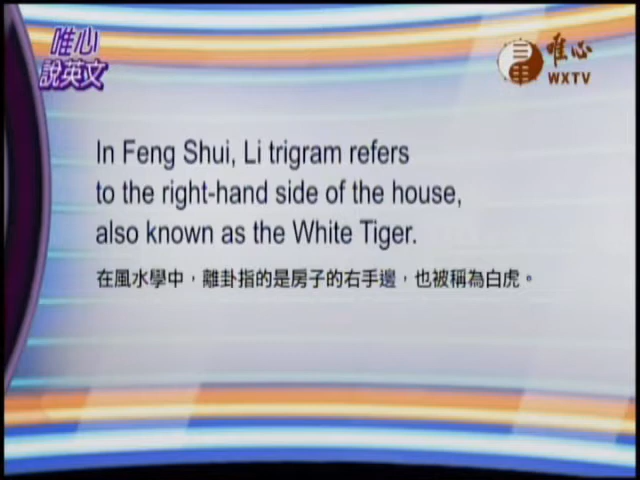 唯心
說英文
唯心
WXTV
In Feng Shui, Li trigram refers
to the right-hand side of the house,
also known as the White Tiger.
在風水學中，離卦指的是房子的右手邊，也被稱為白虎。